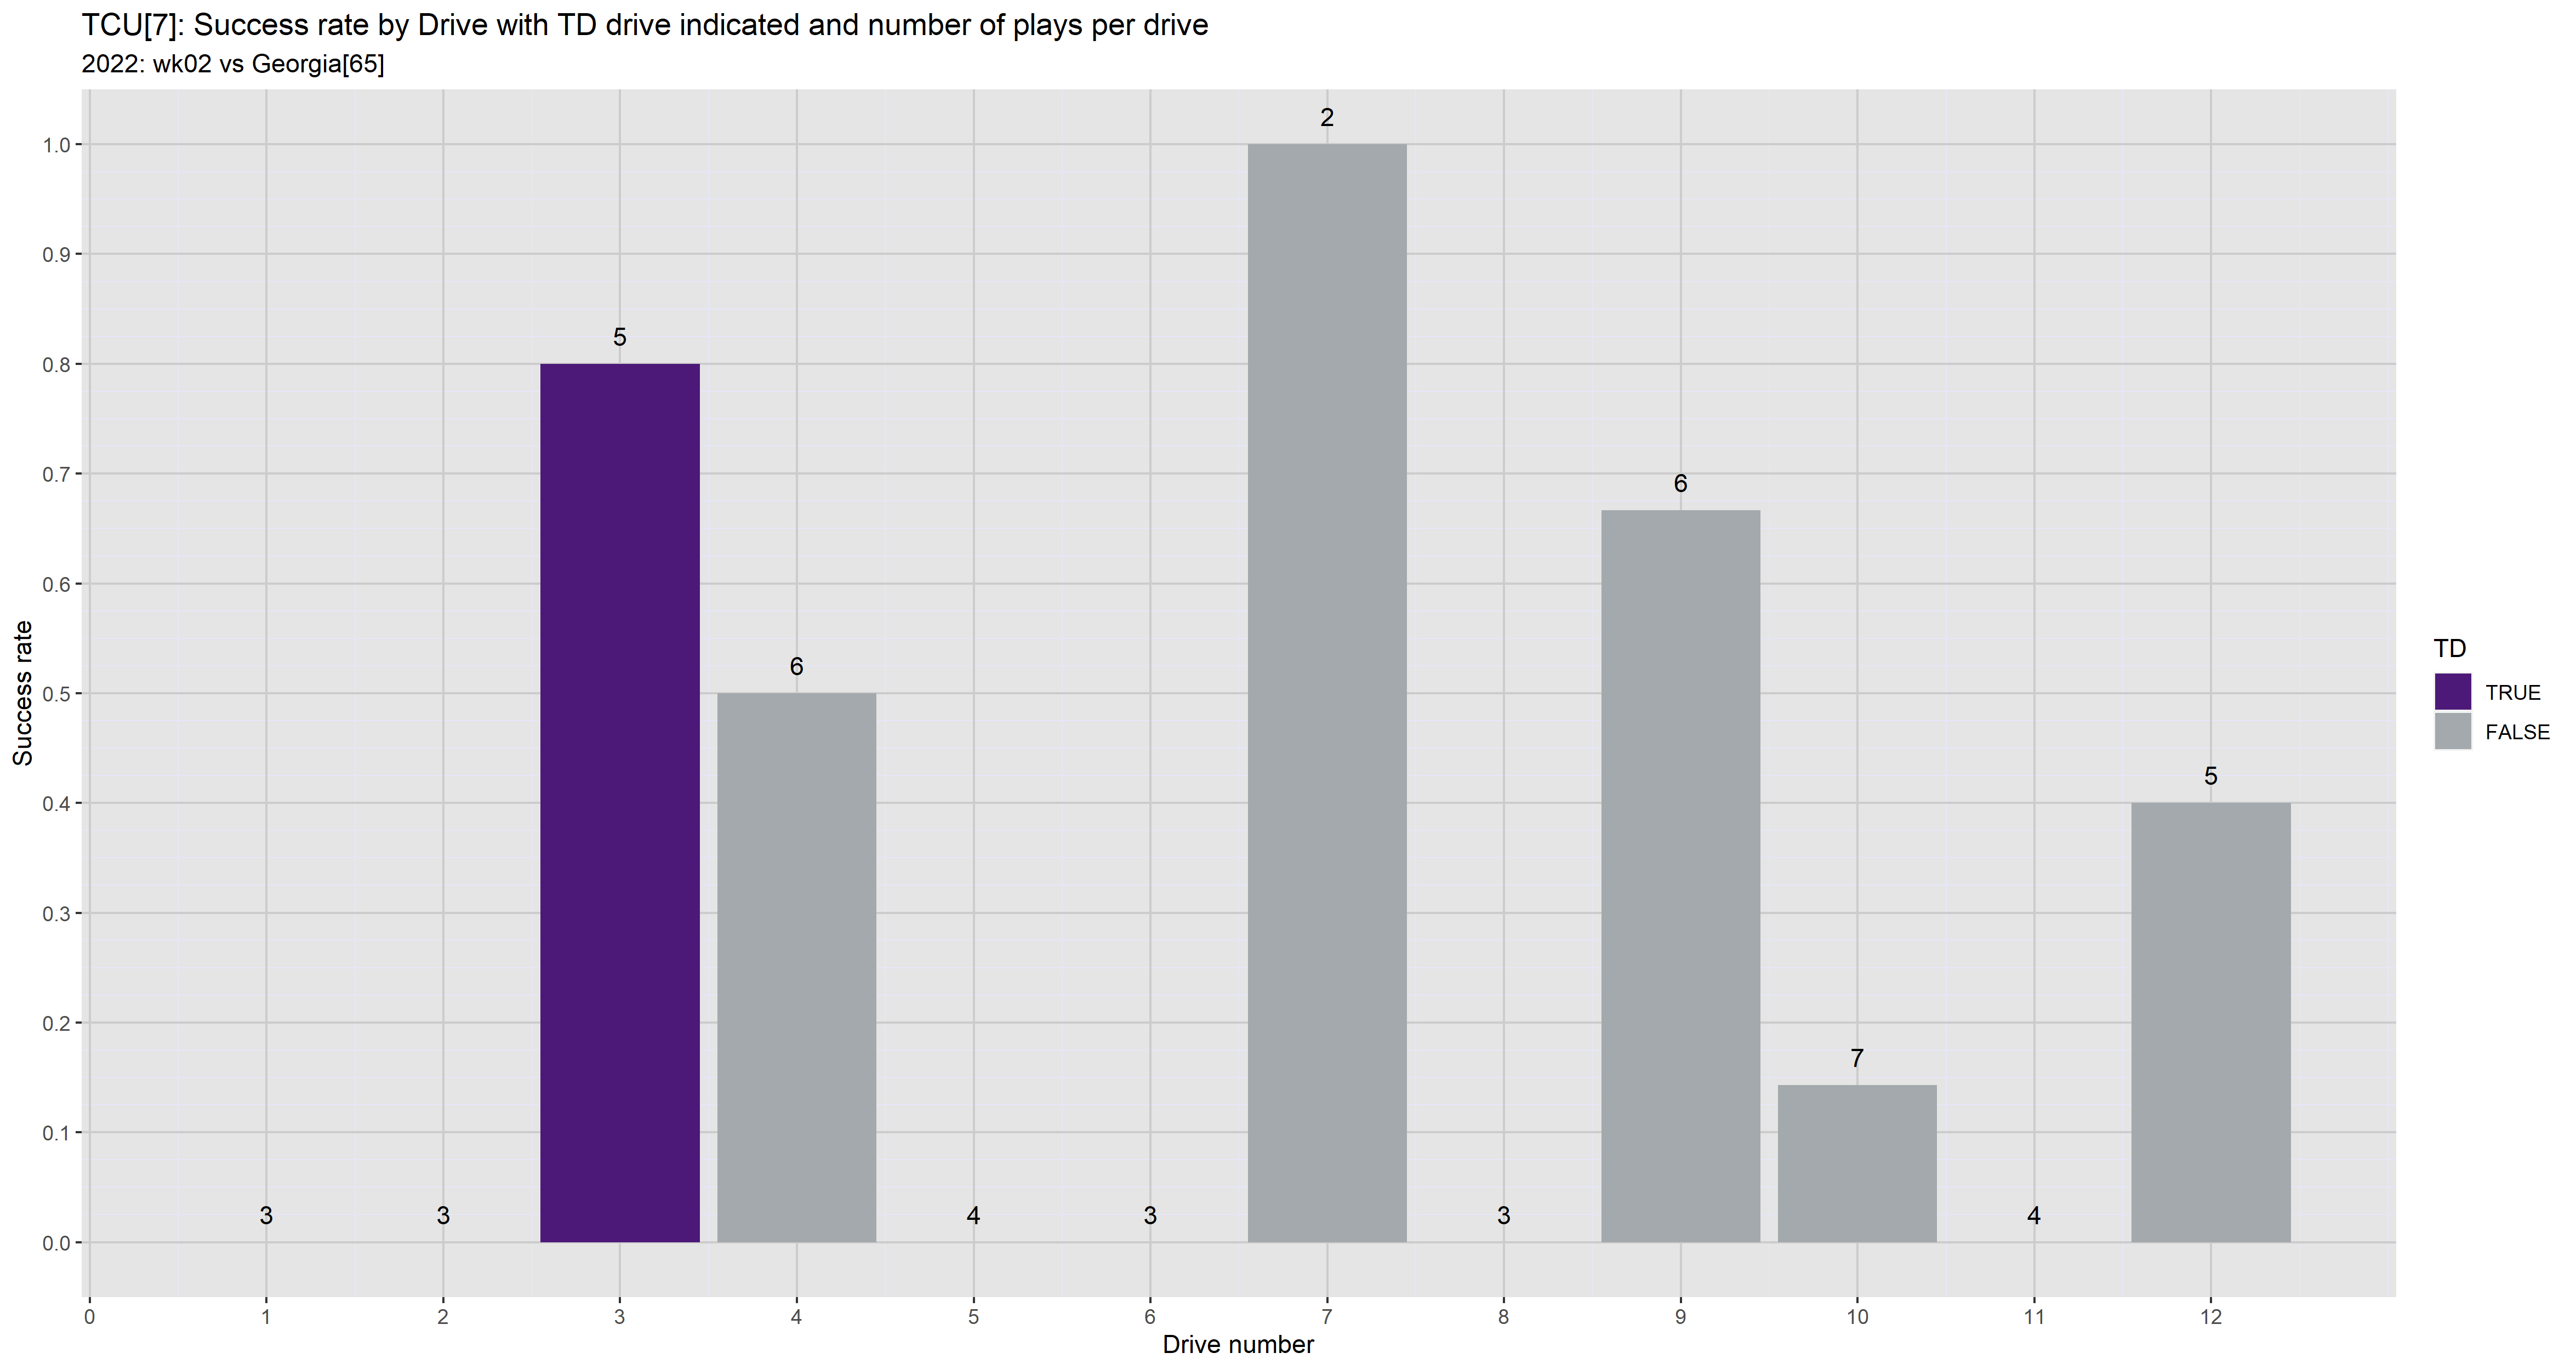 TCU[7]: Success rate by Drive with TD drive indicated and number of plays per drive
2022: wk02 vs Georgia[65]
Success rate
1.0
0.9
0.8
0.7
0.6
0.5
0.4
0.3
0.2
0.1
0.0
3
3
5
6
4
3
2
3
6
7
4
5
0 1 2 3 4 5 6 7 8 9 10 11 12
Drive number
TD
TRUE
FALSE